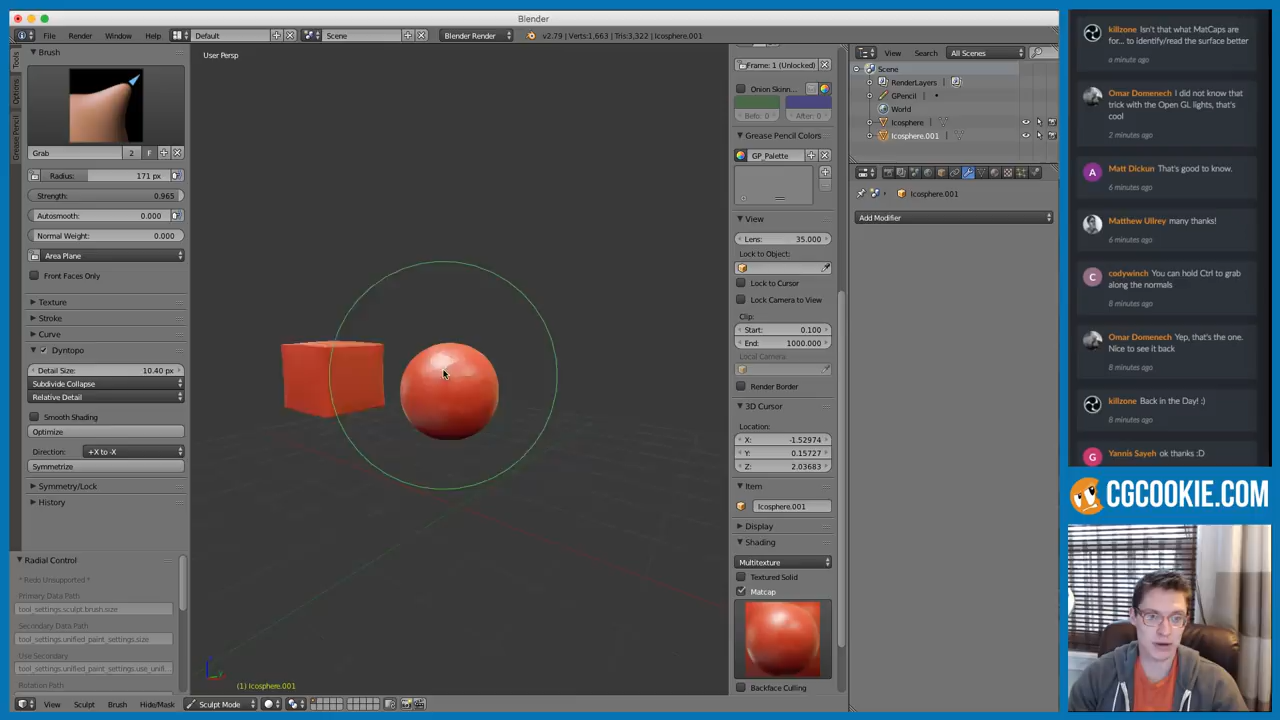 Blender
File
Render
Window
Help
Default
Scene
Blender Render
v2.79 | Verts:1,663 | Tris:3,322 | Icosphere.001
Brush
Grab
2
F
Radius:
171 px
Strength:
0.965
Autosmooth:
0.000
Normal Weight:
0.000
Area Plane
Front Faces Only
Texture
Stroke
Curve
Dyntopo
Detail Size:
10.40 px
Subdivide Collapse
Relative Detail
Smooth Shading
Optimize
Direction:
+X to -X
Symmetrize
Symmetry/Lock
History
Radial Control
* Redo Unsupported *
Primary Data Path
tool_settings.sculpt.brush.size
Secondary Data Path
tool_settings.unified_paint_settings.size
Use Secondary
tool_settings.unified_paint_settings.use_unif
Rotation Path
Tools
Options
Grease Pencil
User Persp
(1) Icosphere.001
View
Sculpt
Brush
Hide/Mask
Sculpt Mode
Frame: 1 (Unlocked)
Onion Skinn...
Befo: 0
After: 0
Grease Pencil Colors
GP_Palette
View
Lens:
35.000
Lock to Object:
Lock to Cursor
Lock Camera to View
Clip:
Start:
0.100
End:
1000.000
Local Camera:
Render Border
3D Cursor
Location:
X:
-1.52974
Y:
0.15727
Z:
2.03683
Item
Icosphere.001
Display
Shading
Multitexture
Textured Solid
Matcap
Backface Culling
View
Search
All Scenes
Scene
RenderLayers
GPencil
World
Icosphere
Icosphere.001
Icosphere.001
Add Modifier
killzone Isn't that what MatCaps are
for... to identify/read the surface better
a minute ago
Omar Domenech I did not know that
trick with the Open GL lights, that's
cool
2 minutes ago
A
Matt Dickun That's good to know.
6 minutes ago
Matthew Ullrey many thanks!
6 minutes ago
C
codywinch You can hold Ctrl to grab
along the normals
8 minutes ago
Omar Domenech Yep, that's the one.
Nice to see it back
8 minutes ago
killzone Back in the Day! :)
8 minutes ago
G
Yannis Sayeh ok thanks :D
CGCOOKIE.COM